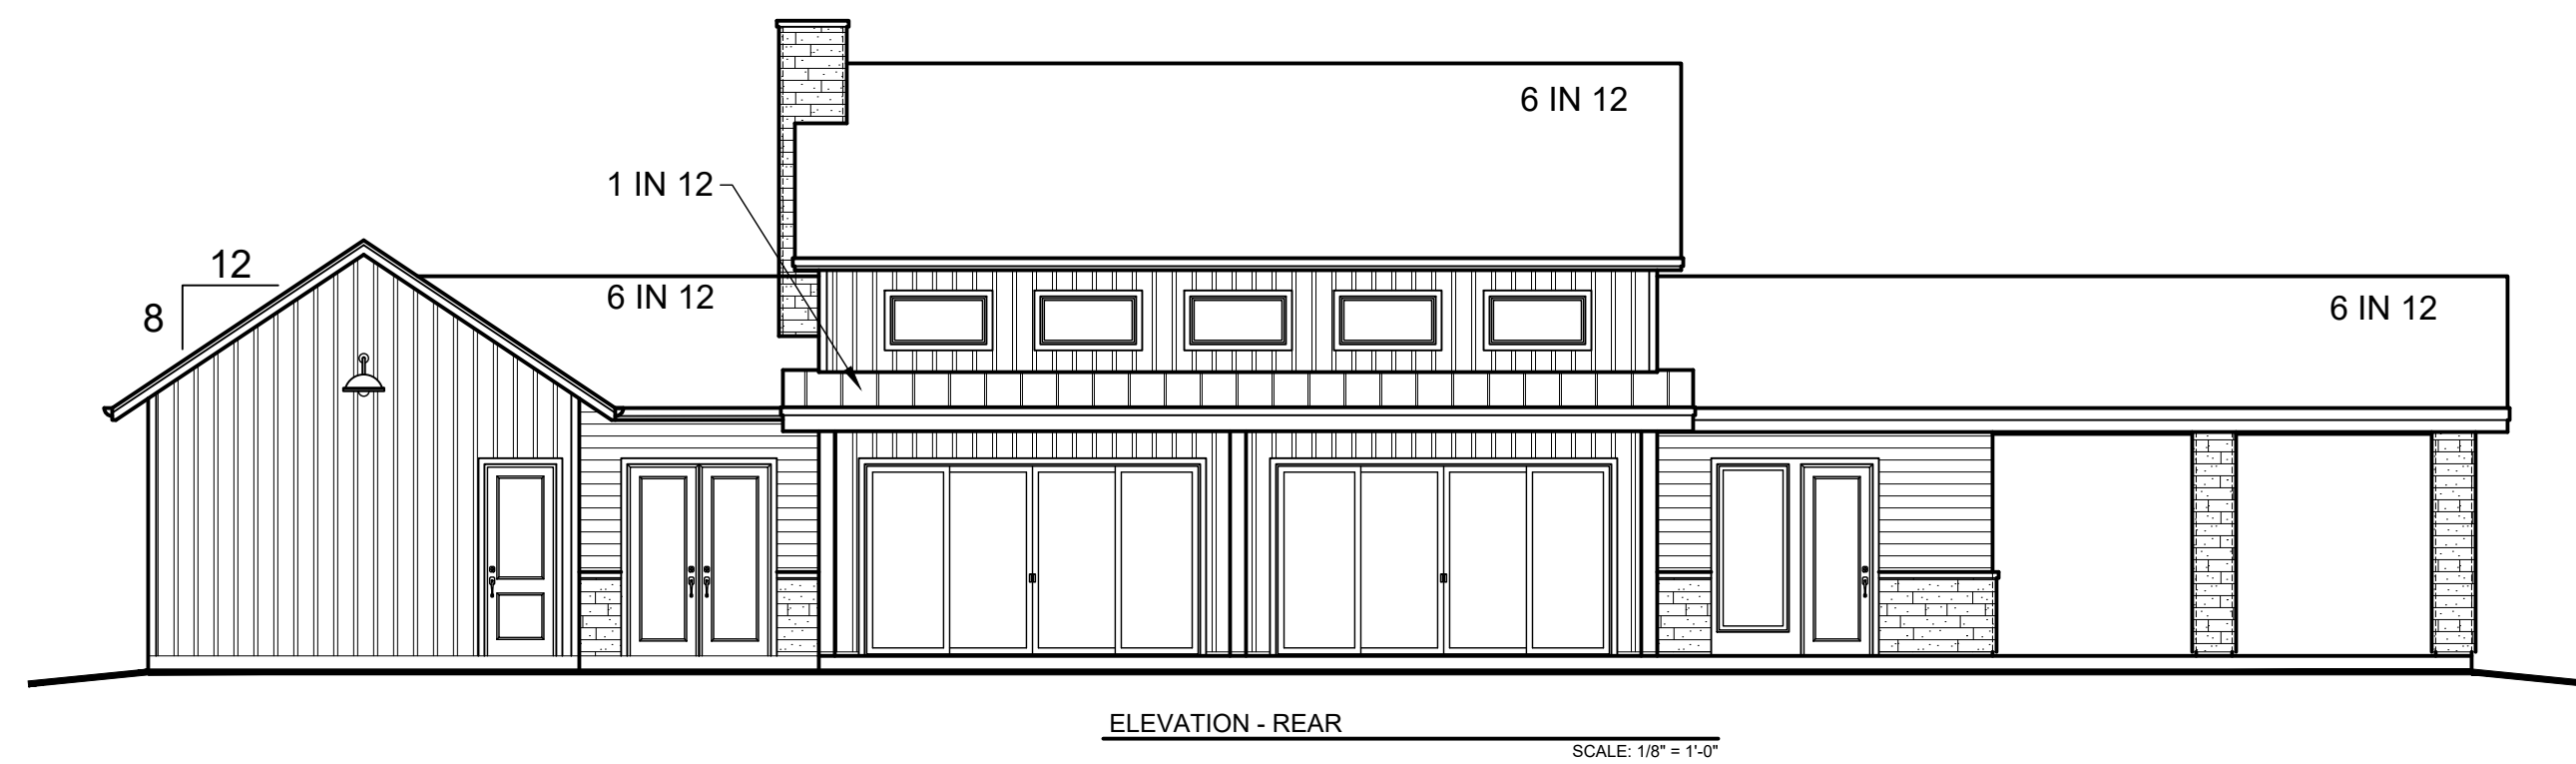 6 IN 12
1 IN 12
12
8
6 IN 12
6 IN 12
ELEVATION - REAR
SCALE: 1/8" = 1'-0"